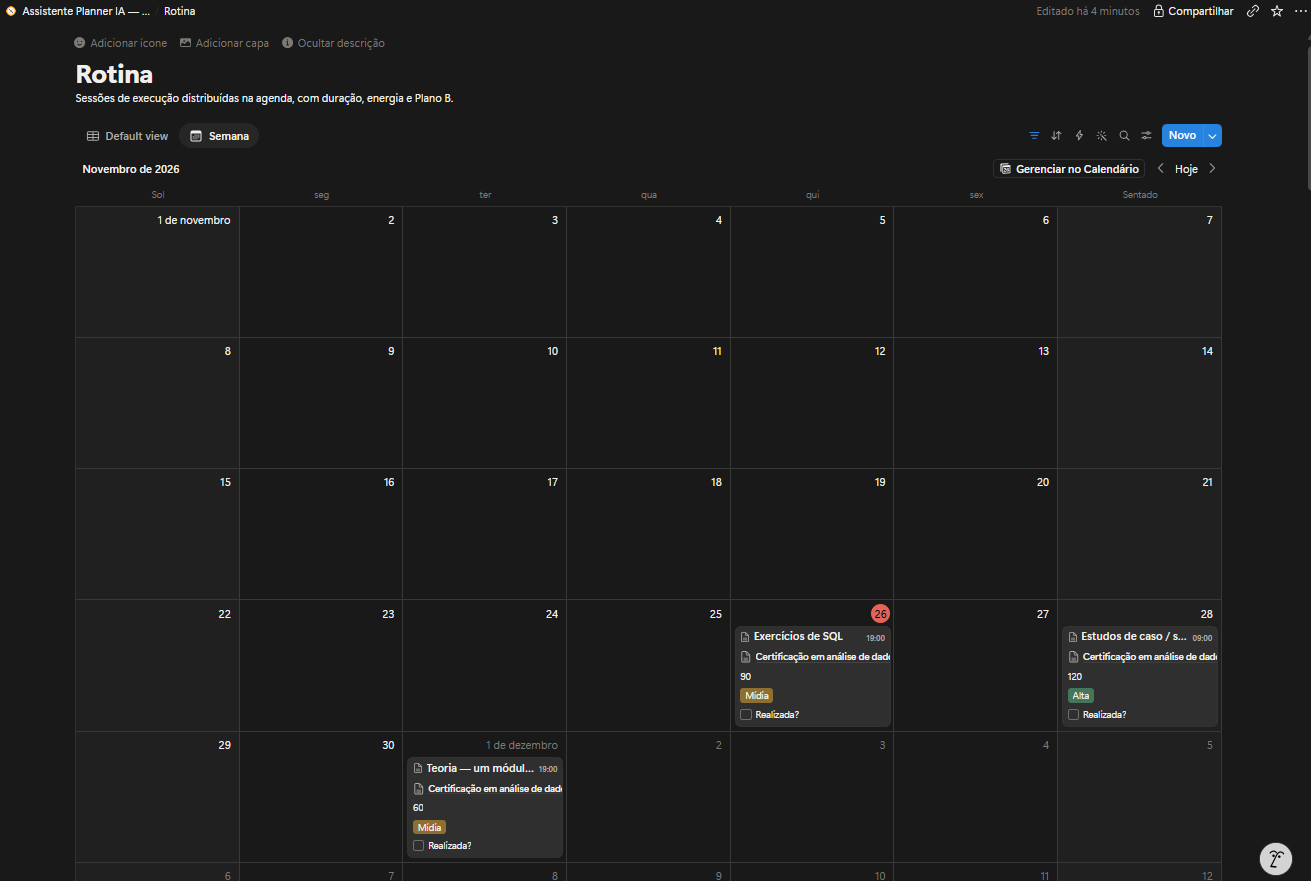 Assistente Planner IA — ... / Rotina
Editado há 4 minutos
Compartilhar
Adicionar ícone
Adicionar capa
Ocultar descrição
Rotina
Sessões de execução distribuídas na agenda, com duração, energia e Plano B.
Default view
Semana
Novo
Novembro de 2026
Gerenciar no Calendário
Hoje
Sol seg ter qua qui sex Sentado
1 de novembro 2 3 4 5 6 7
8 9 10 11 12 13 14
15 16 17 18 19 20 21
22 23 24 25 26 27 28
Exercícios de SQL 19:00
Certificação em análise de dado
90
Mídia
Realizada?
Estudos de caso / s... 09:00
Certificação em análise de dado
120
Alta
Realizada?
29 30 1 de dezembro 2 3 4 5
Teoria — um módul... 19:00
Certificação em análise de dado
60
Mídia
Realizada?
6 7 8 9 10 11 12